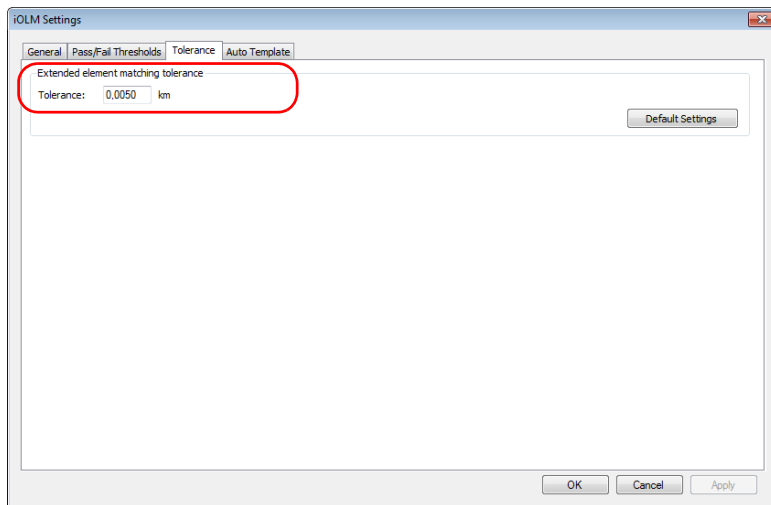 iOLM Settings
General Pass/Fail Thresholds Tolerance Auto Template
Extended element matching tolerance
Tolerance: 0,0050 km
Default Settings
OK Cancel Apply